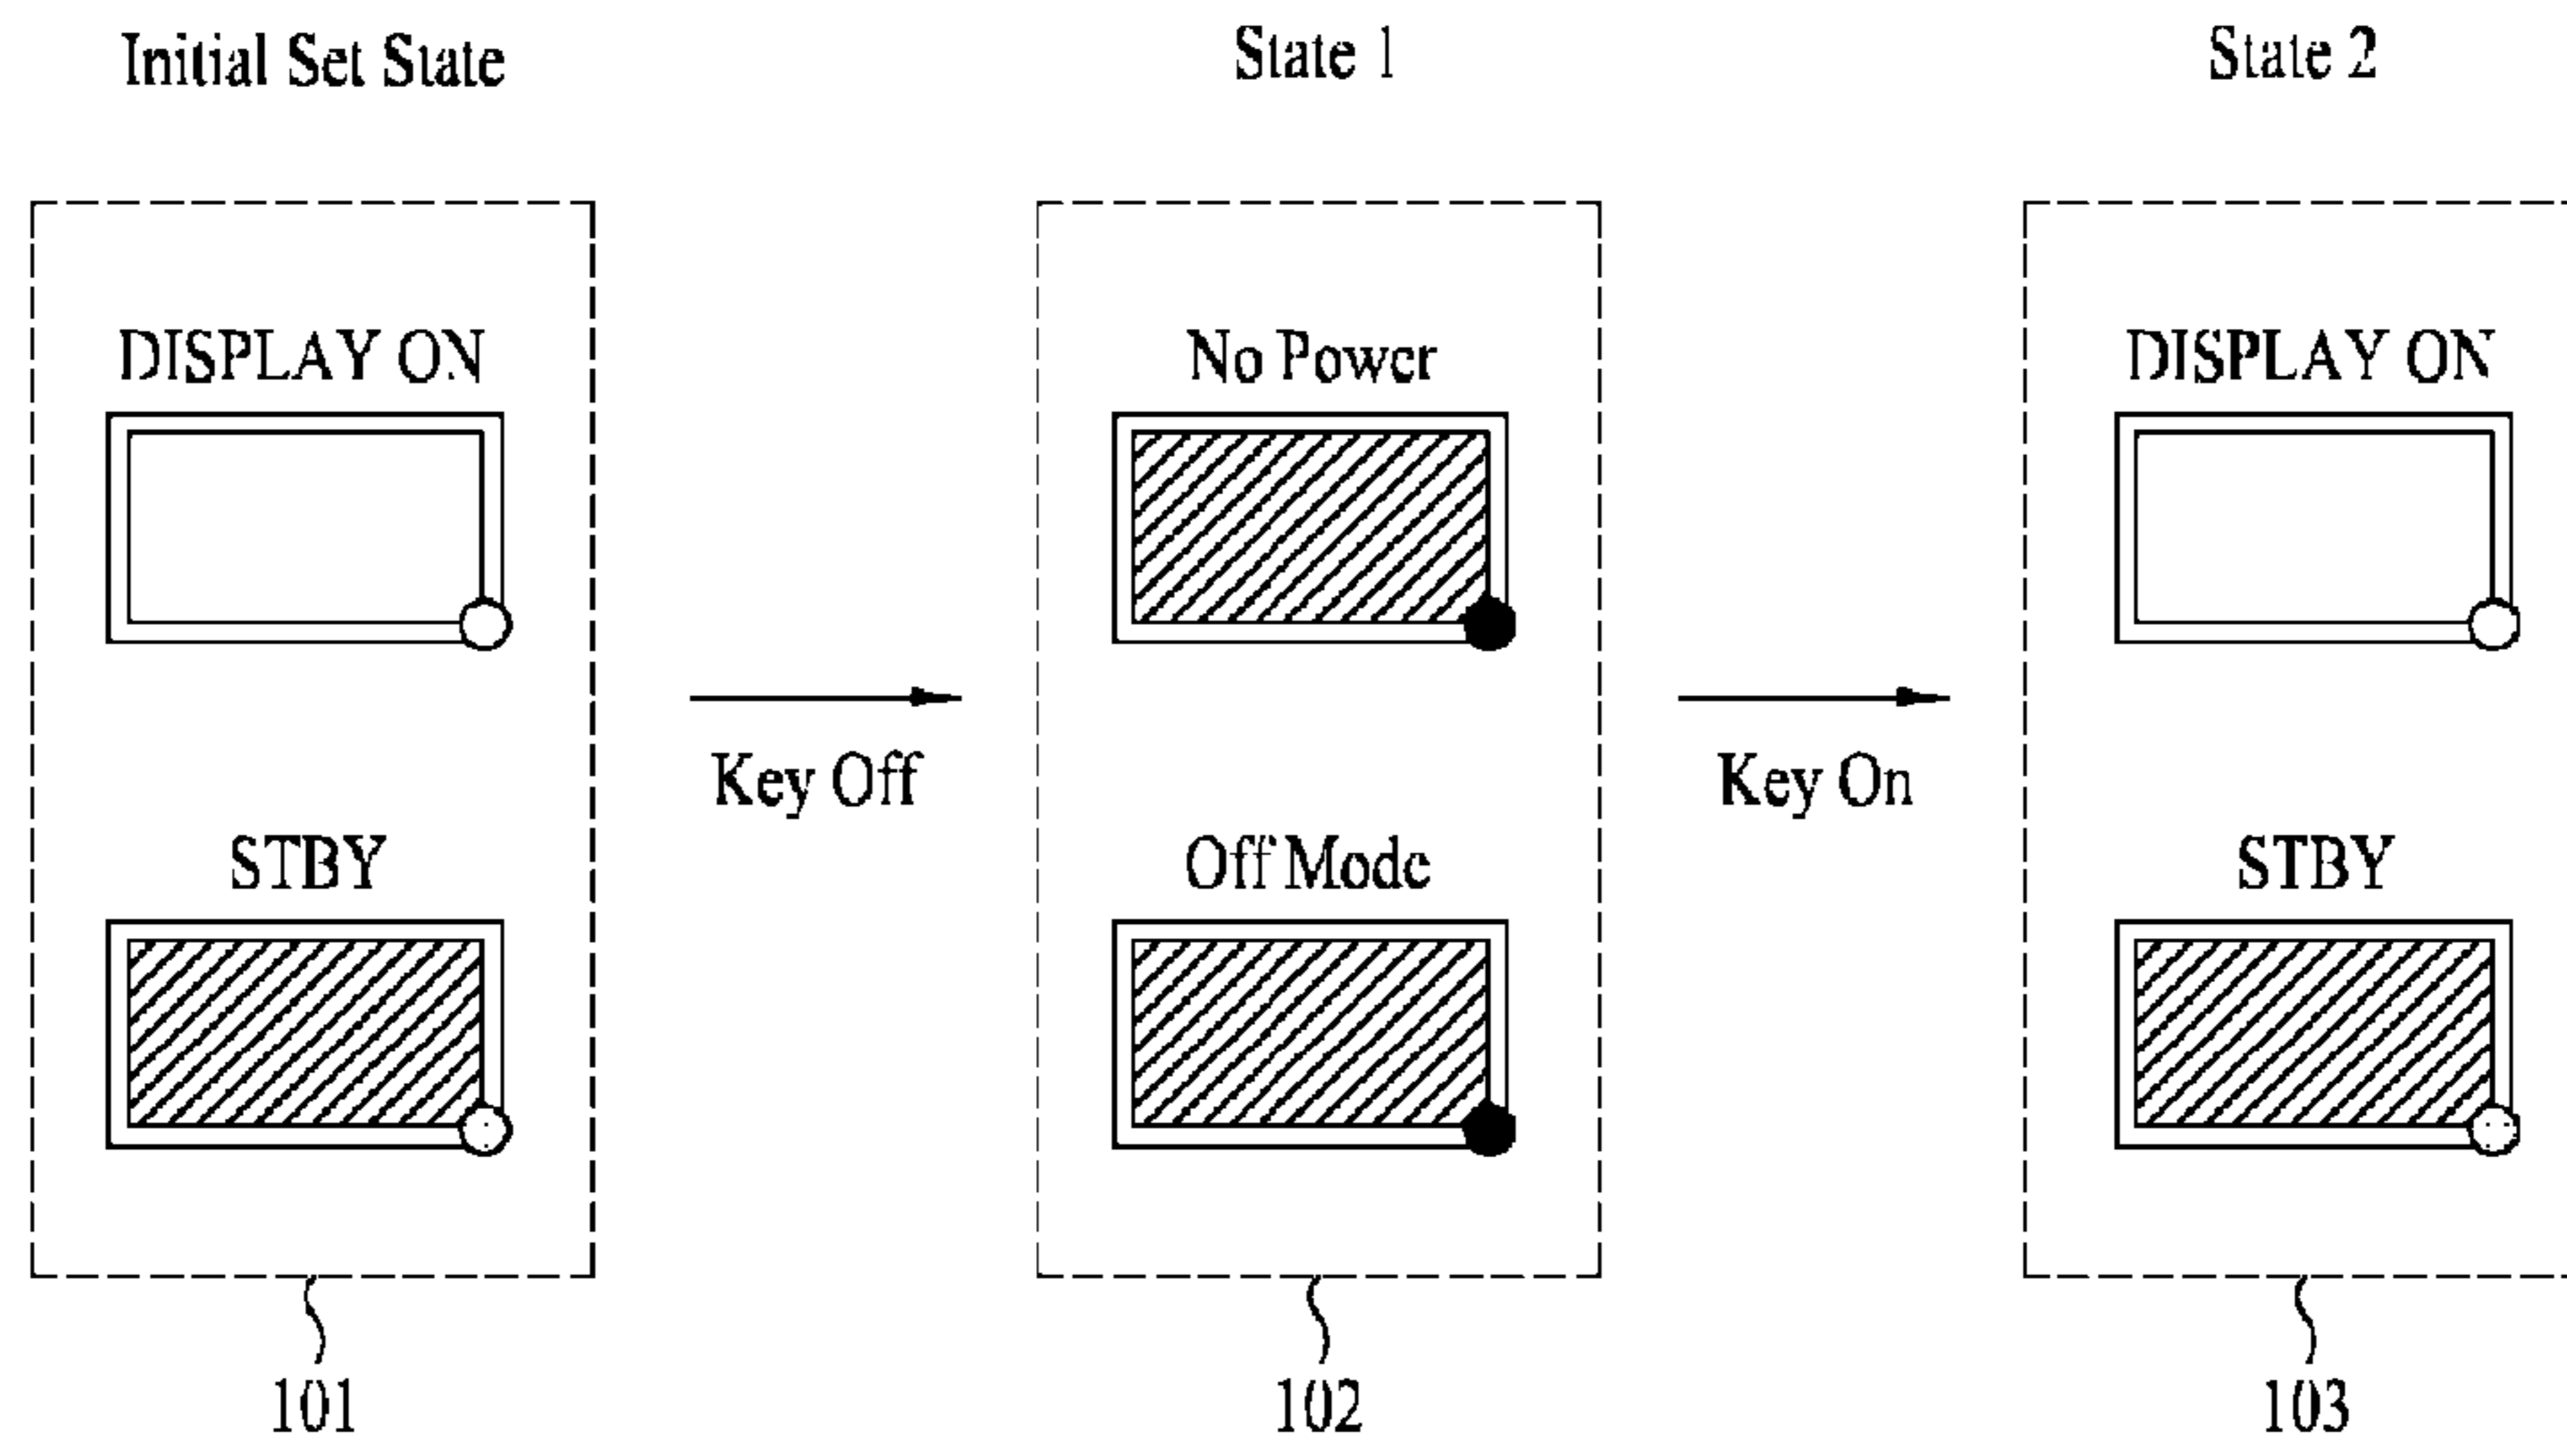 Initial Set State
State 1
State 2
DISPLAY ON
No Power
DISPLAY ON
Key Off
Key On
STBY
Off Mode
STBY
101
102
103